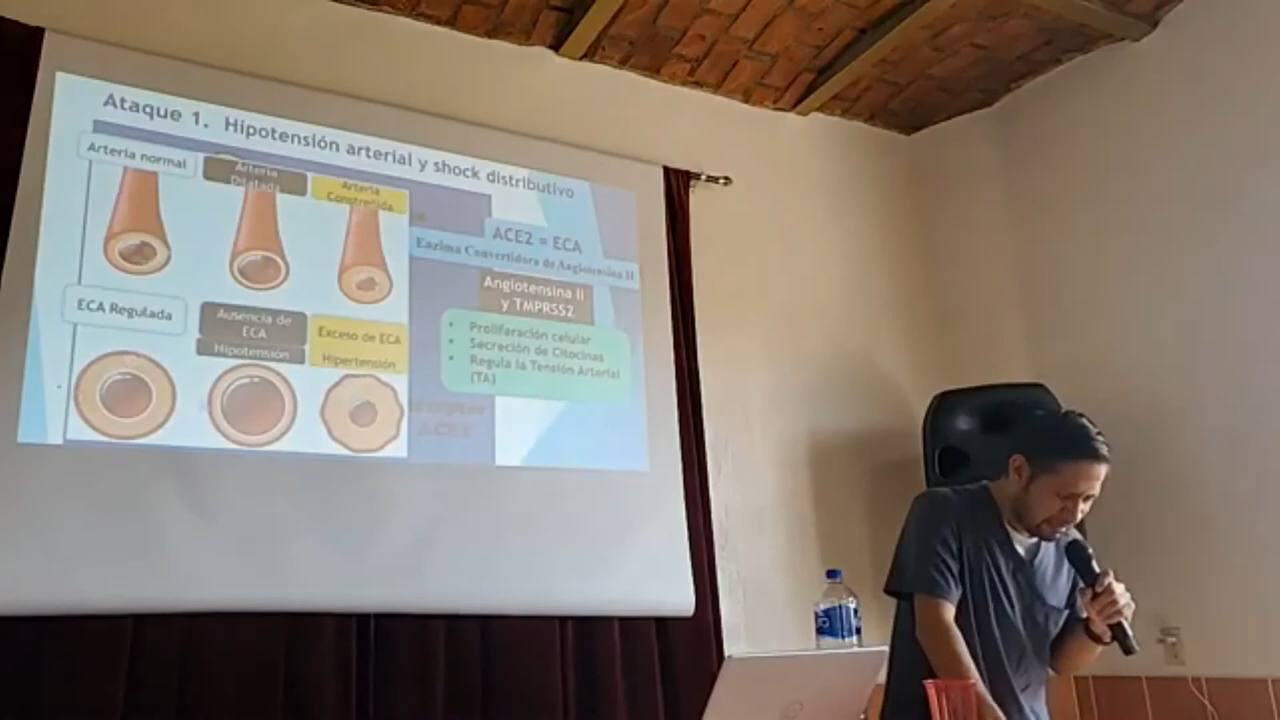 Ataque 1. Hipotensión arterial y shock distributivo
Arteria normal
Arteria
Dilatada
Arteria
Constreñida
ACE2 = ECA
Enzima Convertidora de Angiotensina II
Angiotensina II
y TMPRSS2
ECA Regulada
Ausencia de
ECA
Hipotensión
Exceso de ECA
Hipertensión
• Proliferación celular
• Secreción de Citocinas
• Regula la Tensión Arterial
(TA)
ACE2